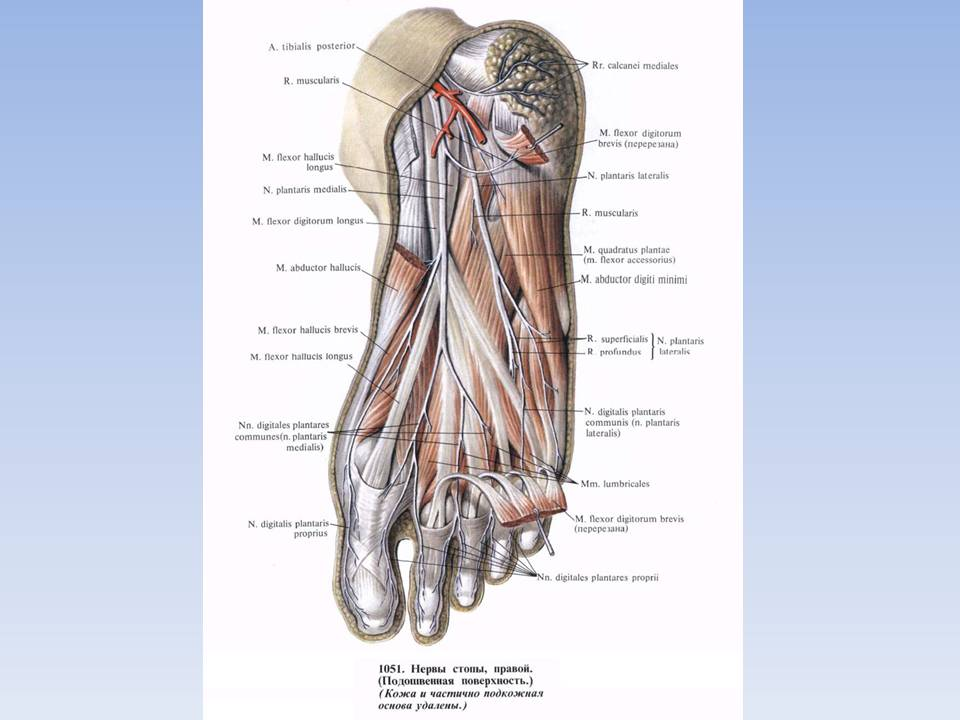 A. tibialis posterior
R. muscularis
M. flexor hallucis
longus
N. plantaris medialis
M. flexor digitorum longus
M. abductor hallucis
M. flexor hallucis brevis
M. flexor hallucis longus
Nn. digitales plantares
communes(n. plantaris
medialis)
N. digitalis plantaris
proprius
Rr. calcanei mediales
M. flexor digitorum
brevis (перерезана)
N. plantaris lateralis
R. muscularis
M. quadratus plantae
(m. flexor accessorius)
M. abductor digiti minimi
R. superficialis
R. profundus
N. plantaris
lateralis
N. digitalis plantaris
communis (n. plantaris
lateralis)
Mm. lumbricales
M. flexor digitorum brevis
(перерезана)
Nn. digitales plantares proprii
1051. Нервы стопы, правой.
(Подошвенная поверхность.)
(Кожа и частично подкожная
основа удалены.)